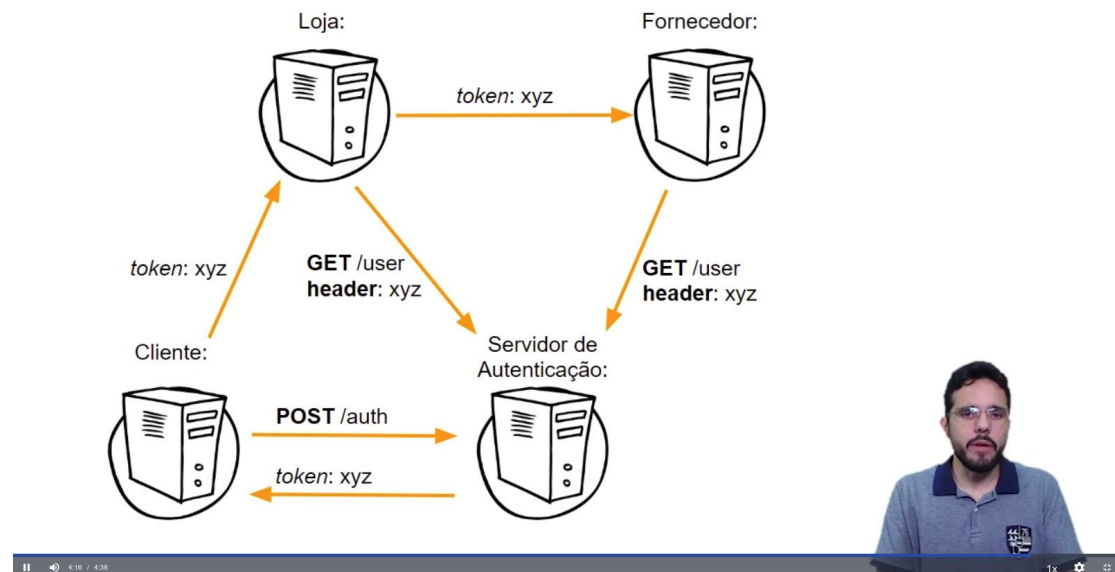 Loja:
Fornecedor:
token: xyz
token: xyz
GET /user
header: xyz
GET /user
header: xyz
Cliente:
Servidor de
Autenticação:
POST /auth
token: xyz
4:16 / 4:38
1x